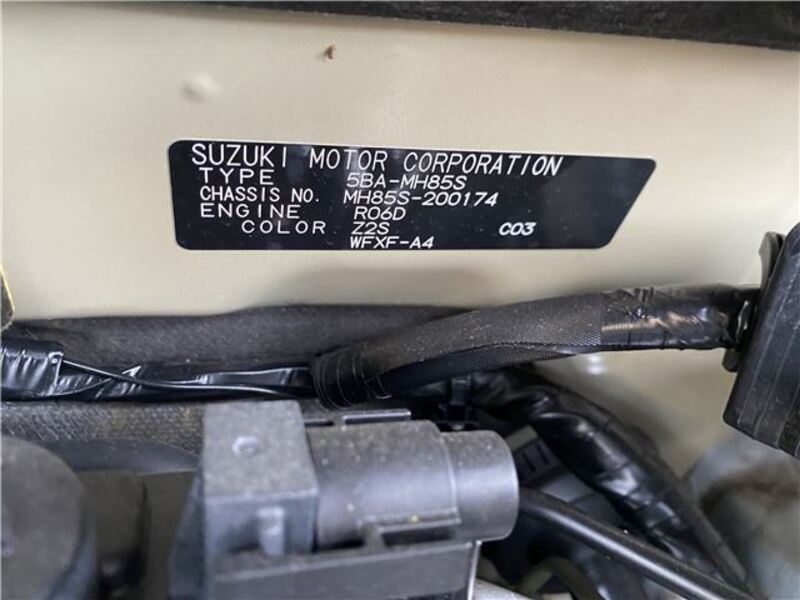 SUZUKI MOTOR CORPORATION
TYPE 5BA-MH85S
CHASSIS NO. MH85S-200174
ENGINE R06D
COLOR Z2S C03
WFXF-A4